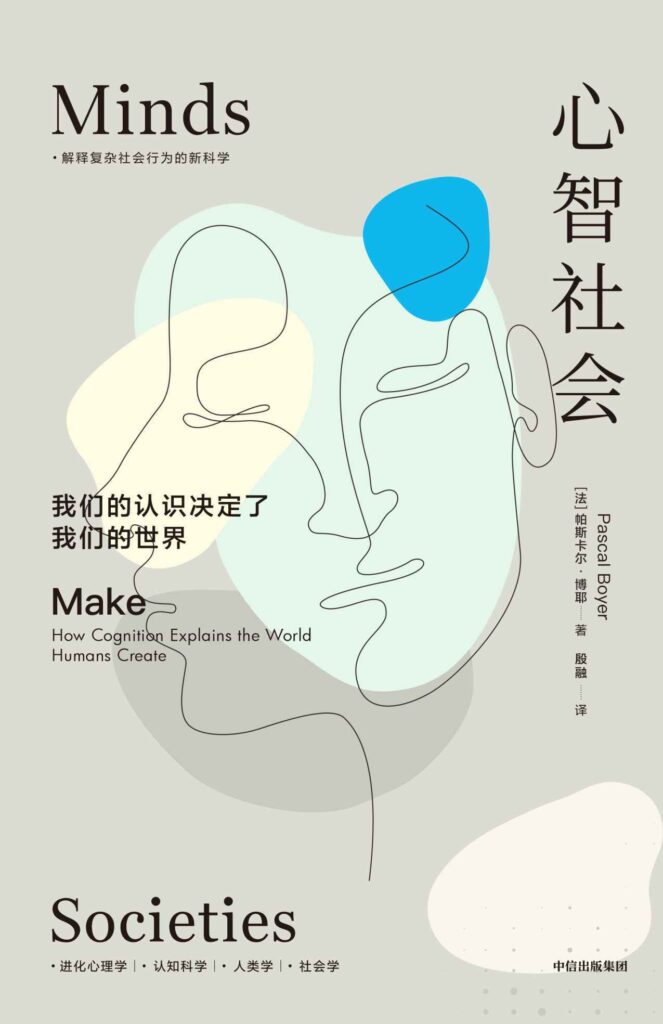 Minds
· 解释复杂社会行为的新科学
心智社会
我们的认识决定了
我们的世界
Make
How Cognition Explains the World
Humans Create
Pascal Boyer
[法] 帕斯卡尔·博耶 …… 著 殷融 …… 译
Societies
· 进化心理学 | · 认知科学 | · 人类学 | · 社会学
中信出版集团